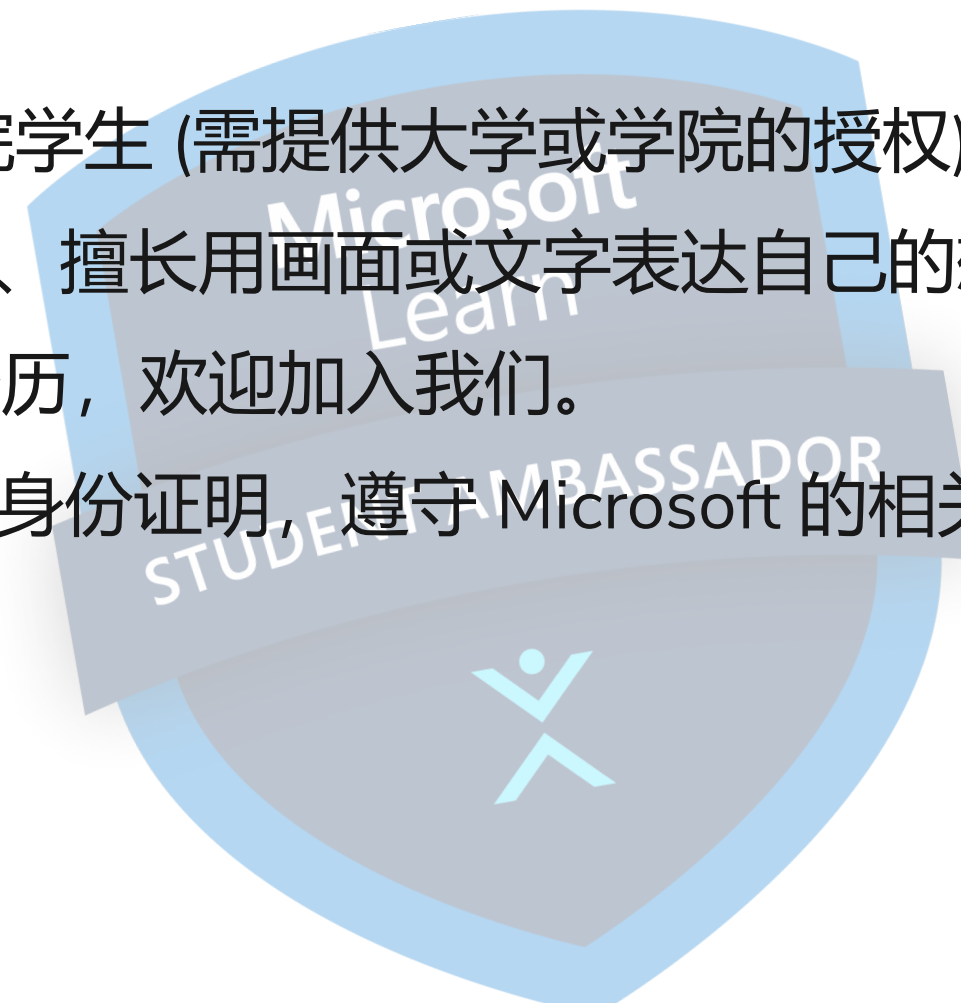 学生 (需提供大学或学院的授权)
Microsoft
、擅长用画面或文字表达自己的
Learn
历，欢迎加入我们。
STUDENT AMBASSADOR
身份证明，遵守 Microsoft 的相